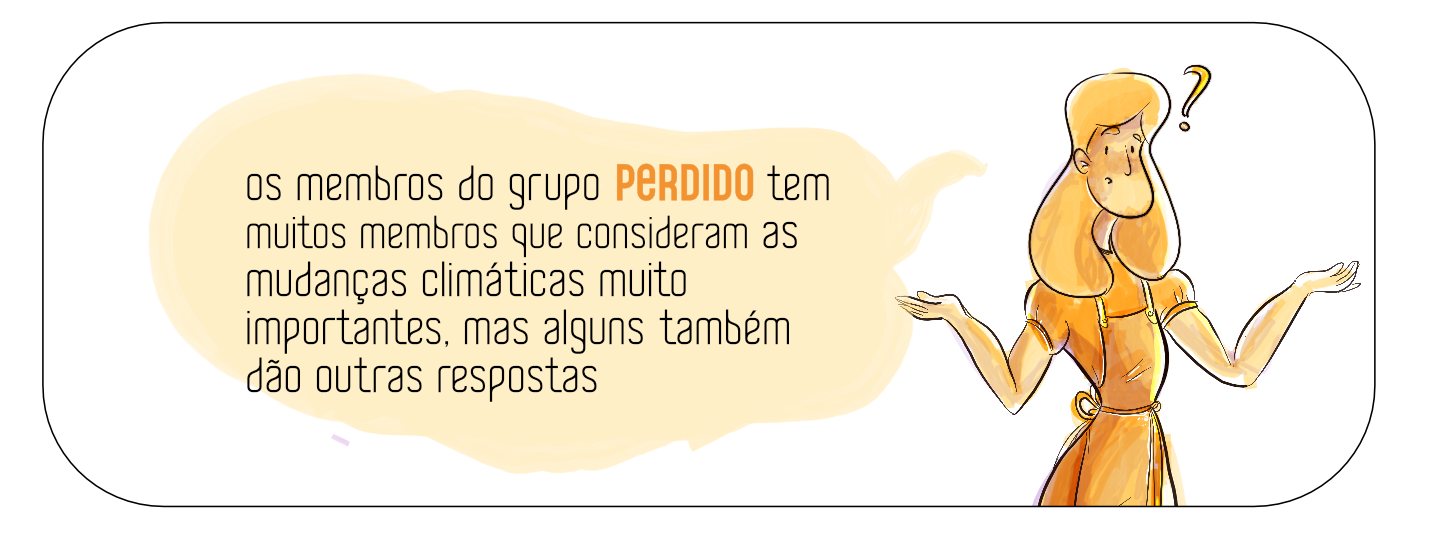 os membros do grupo PERDIDO tem
muitos membros que consideram as
mudanças climáticas muito
importantes, mas alguns também
dão outras respostas
?